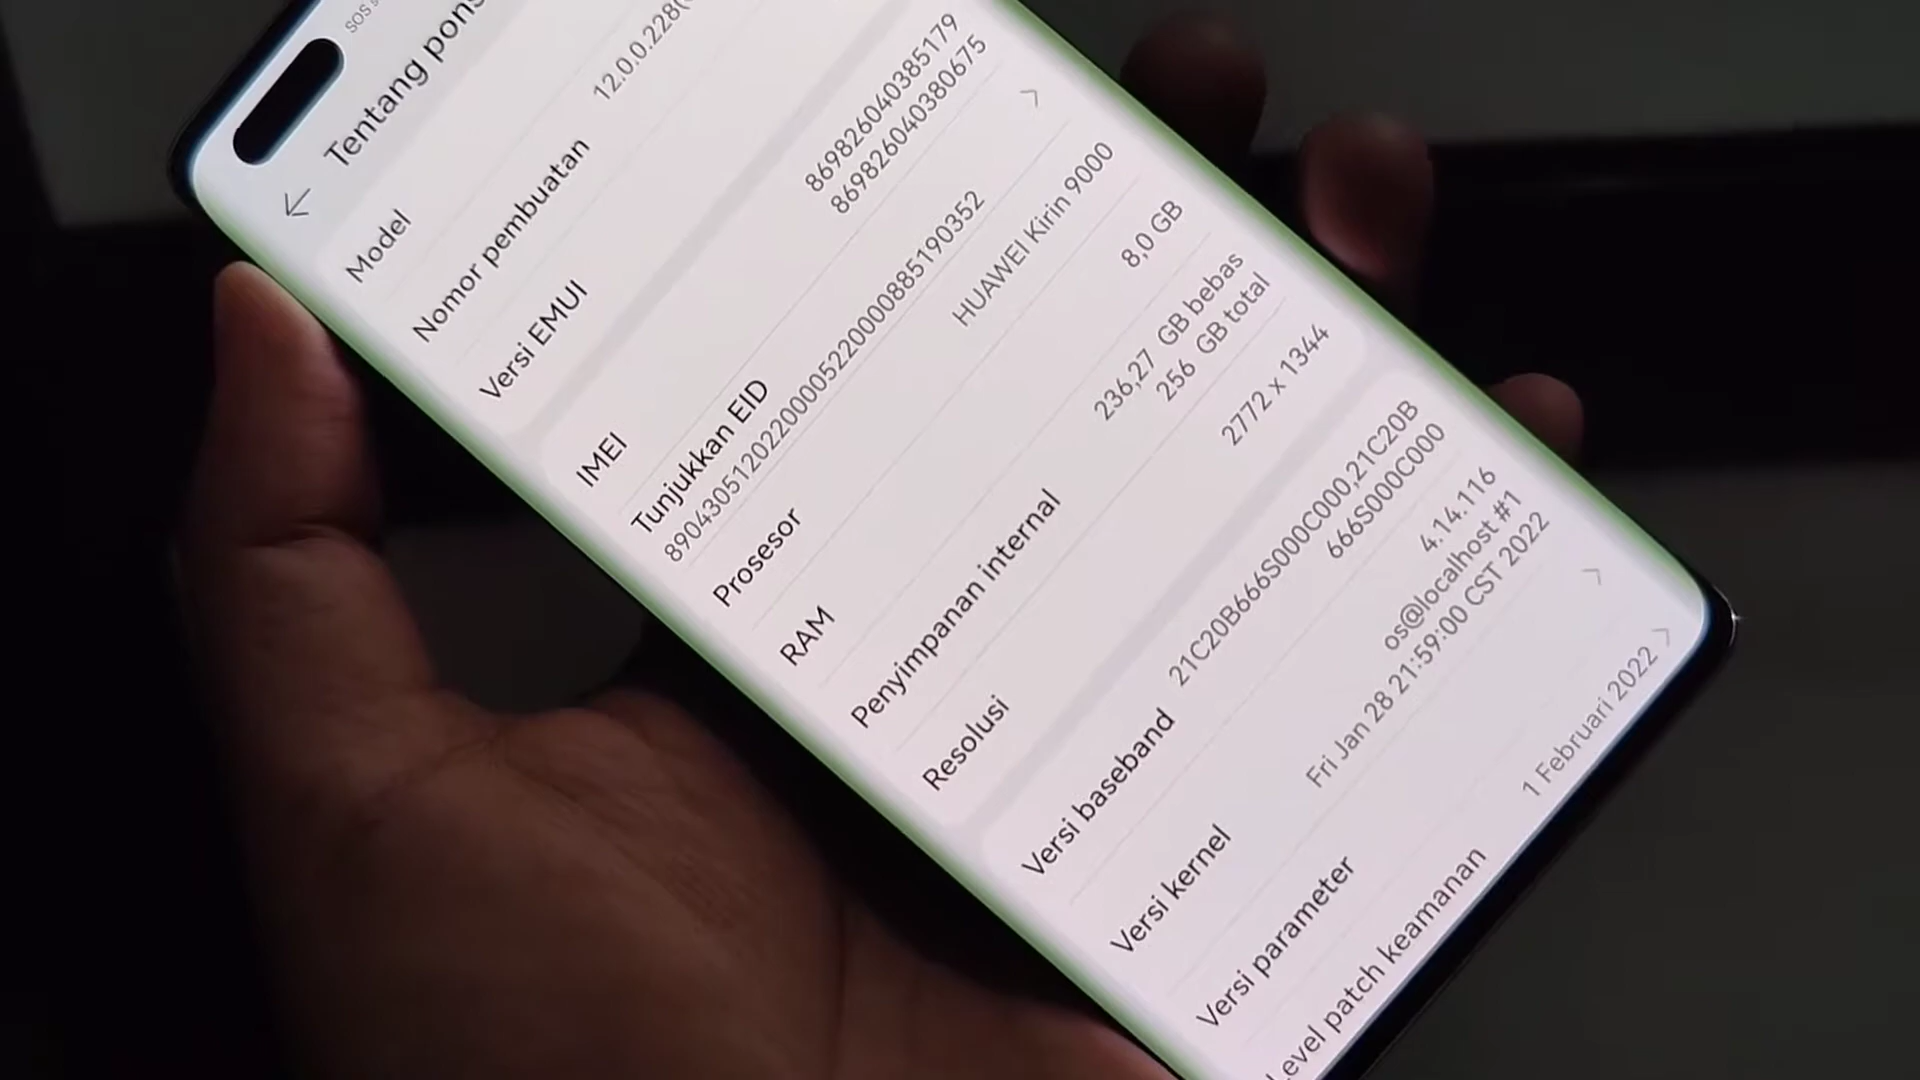 SOS
Tentang
Model
Nomor pembuatan
12.0.0.228
Versi EMUI
IMEI
869826040385179
869826040380675
Tunjukkan EID
89043051202200000522000088519035​2
Prosesor
HUAWEI Kirin 9000
RAM
8,0 GB
Penyimpanan internal
236,27 GB bebas
256 GB total
Resolusi
2772 x 1344
Versi baseband
21C20B666S000C000,21C20B
666S000C000
Versi kernel
4.14.116
os@localhost #1
Fri Jan 28 21:59:00 CST 2022
Versi parameter
Level patch keamanan
1 Februari 2022